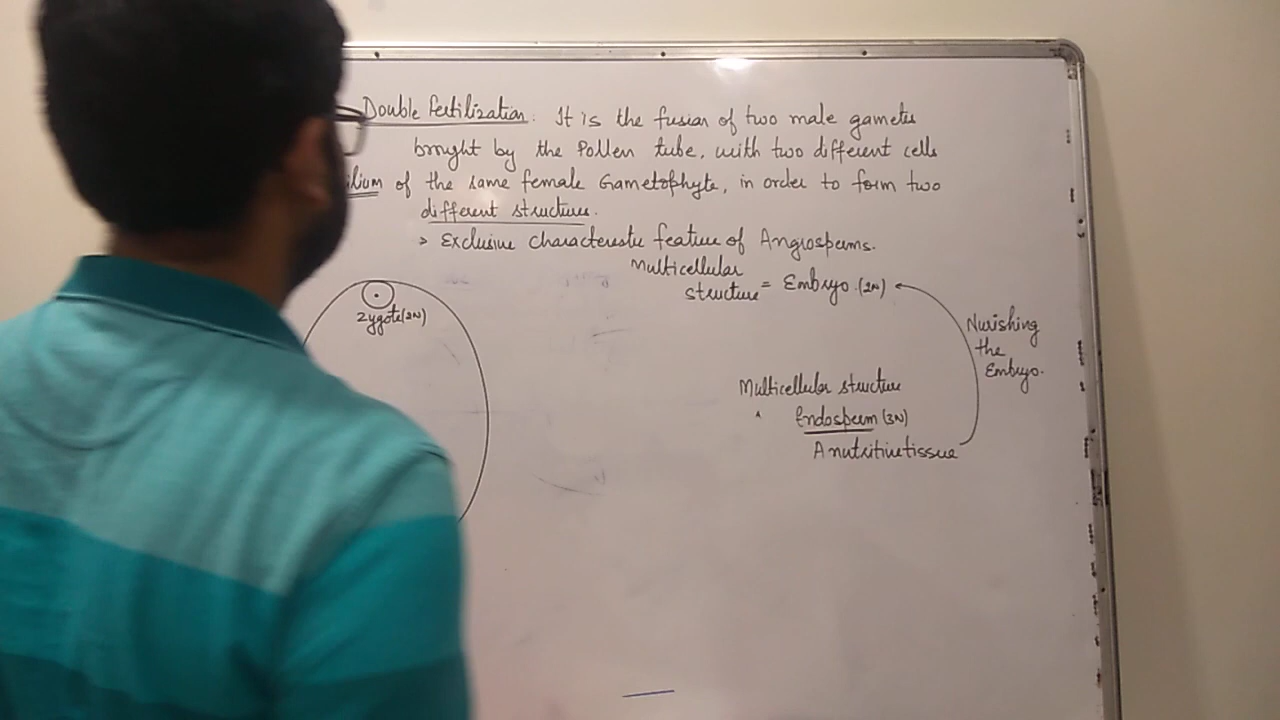 Double Fertilization: It is the fusion of two male gametes
brought by the Pollen tube, with two different cells
of the same female Gametophyte, in order to form two
different structures.
> Exclusive characteristic feature of Angiosperms.
Multicellular
structure = Embryo (2N)
Zygote (2N)
Nurishing
the
Embryo.
Multicellular structure
Endosperm (3N)
A nutritive tissue